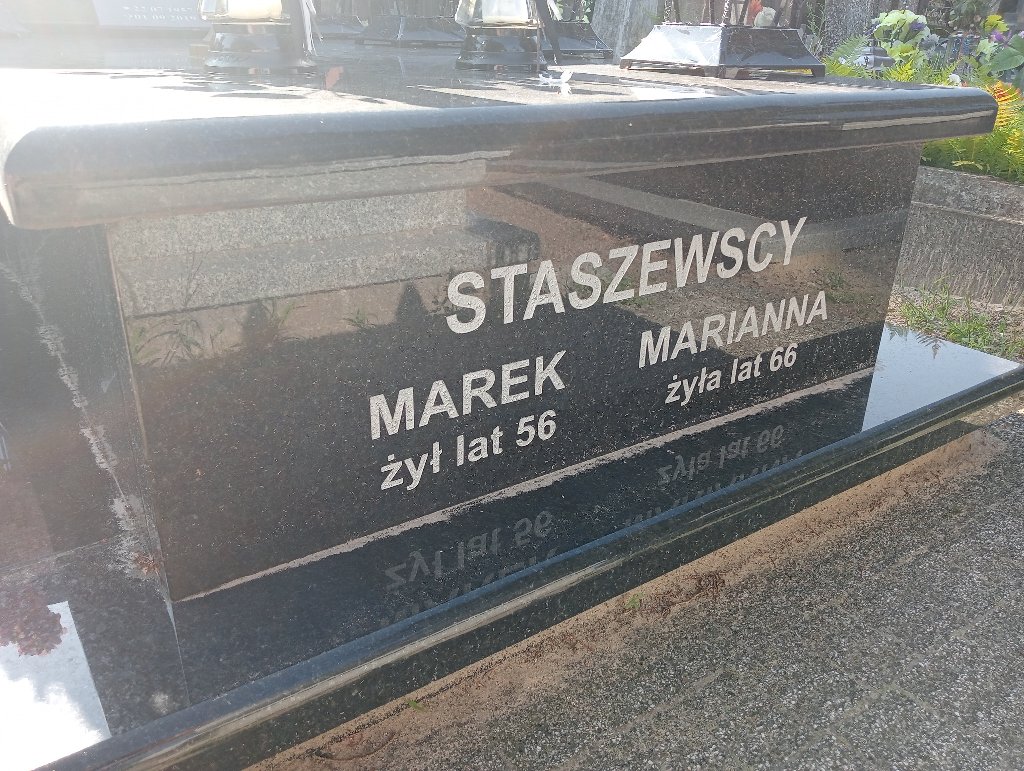 STASZEWSCY
MAREK
żył lat 56
MARIANNA
żyła lat 66